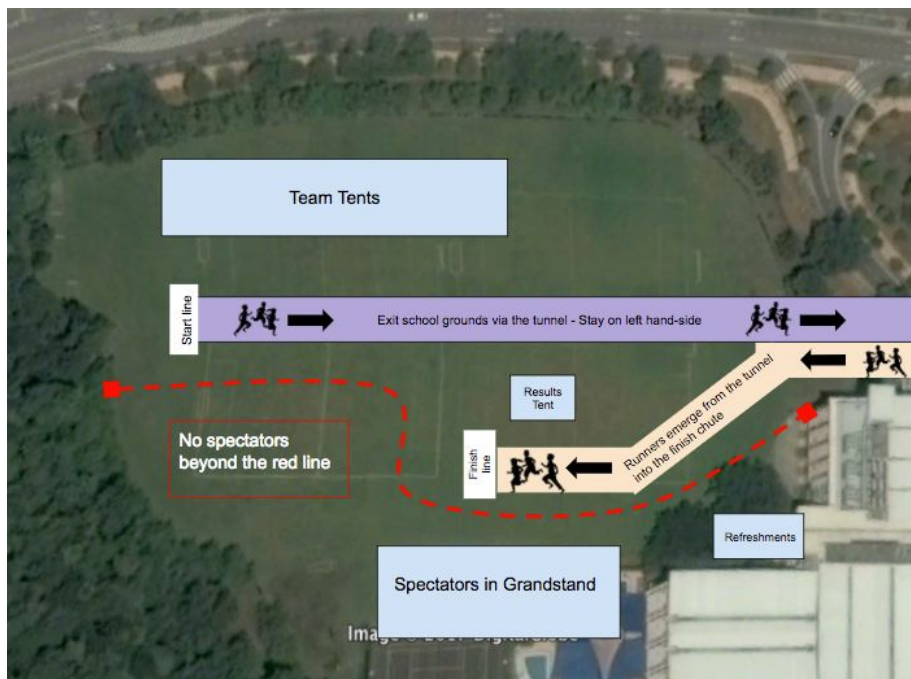 Team Tents
Start line
Exit school grounds via the tunnel - Stay on left hand-side
Results
Tent
Runners emerge from the tunnel
into the finish chute
No spectators
beyond the red line
Finish
line
Refreshments
Spectators in Grandstand
Image ©